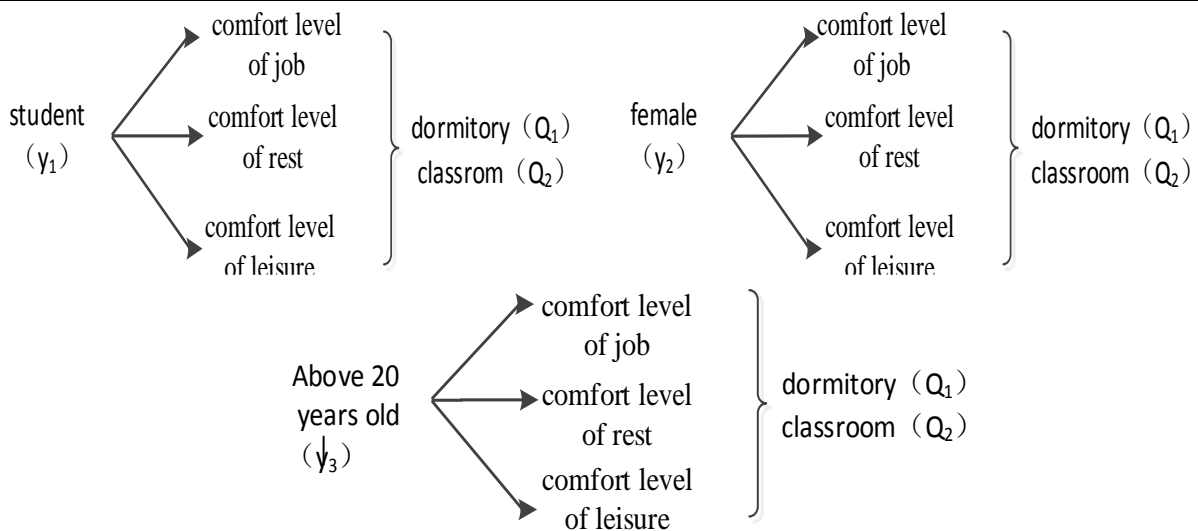 comfort level
of job
student
(y₁)
comfort level
of rest
comfort level
of leisure
dormitory（Q₁）
classrom（Q₂）
comfort level
of job
female
(y₂)
comfort level
of rest
comfort level
of leisure
dormitory（Q₁）
classroom（Q₂）
comfort level
of job
Above 20
years old
(y₃)
comfort level
of rest
comfort level
of leisure
dormitory（Q₁）
classroom（Q₂）